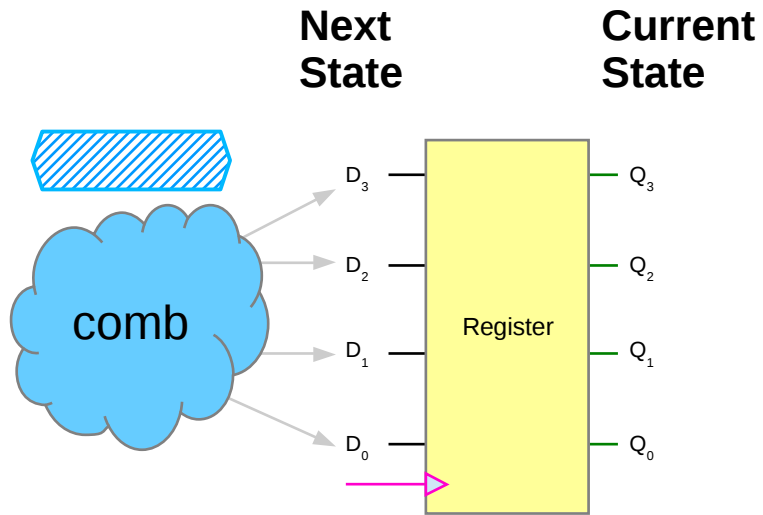 Next State
Current State
D3
Q3
D2
Q2
comb
Register
D1
Q1
D0
Q0